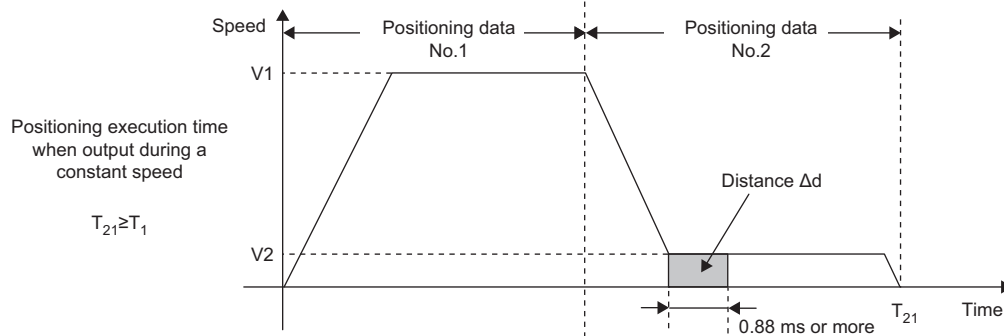 Speed
Positioning data
No.1
Positioning data
No.2
V1
Positioning execution time
when output during a
constant speed
T21≥T1
Distance Δd
V2
0.88 ms or more
T21
Time